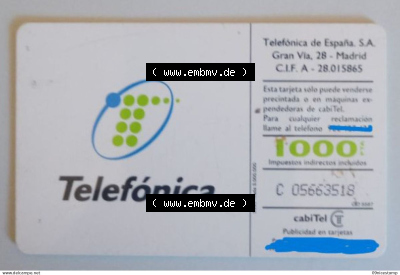 Telefónica de España. S.A.
Gran Vía, 28 - Madrid
C.I.F. A - 28.015865
( www.embmv.de )
Esta tarjeta sólo puede venderse
precintada o en máquinas ex-
pendedoras de cabiTel.
Para cualquier reclamación
llame al teléfono
1000
Impuestos indirectos incluidos
Telefónica
C 05663518
( www.embmv.de )
cabiTel
Publicidad en tarjetas